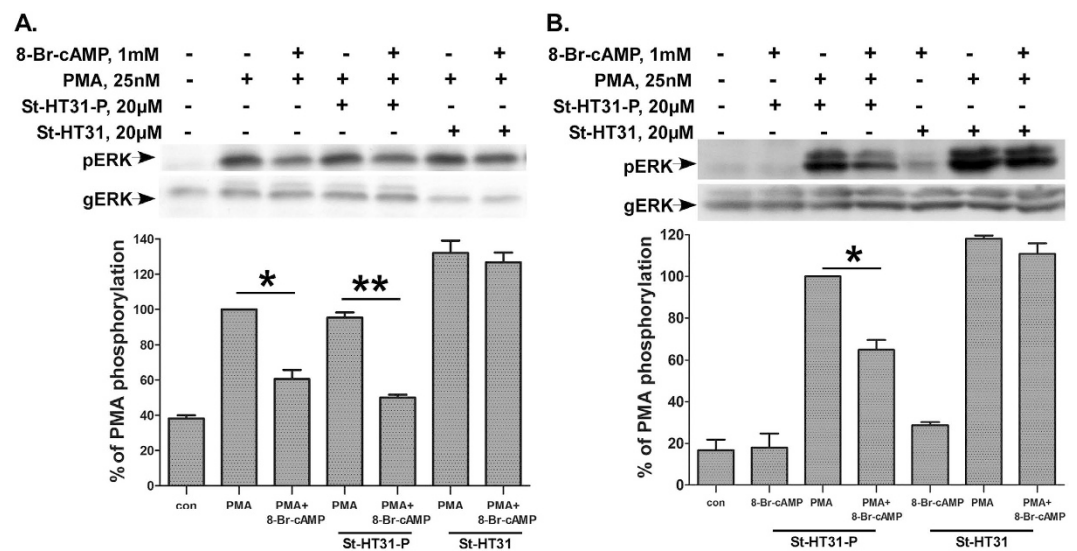 A.
8-Br-cAMP, 1mM - - + - + - +
PMA, 25nM - + + + + + +
St-HT31-P, 20µM - - - + + - -
St-HT31, 20µM - - - - - + +
pERK
gERK
% of PMA phosphorylation
140
120
100
80
60
40
20
0
*
**
con PMA PMA+ 8-Br-cAMP PMA PMA+ 8-Br-cAMP PMA PMA+ 8-Br-cAMP
St-HT31-P St-HT31
B.
8-Br-cAMP, 1mM - + - + + - +
PMA, 25nM - - + + - + +
St-HT31-P, 20µM - + + + - - -
St-HT31, 20µM - - - - + + +
pERK
gERK
% of PMA phosphorylation
120
100
80
60
40
20
0
*
con 8-Br-cAMP PMA PMA+ 8-Br-cAMP 8-Br-cAMP PMA PMA+ 8-Br-cAMP
St-HT31-P St-HT31